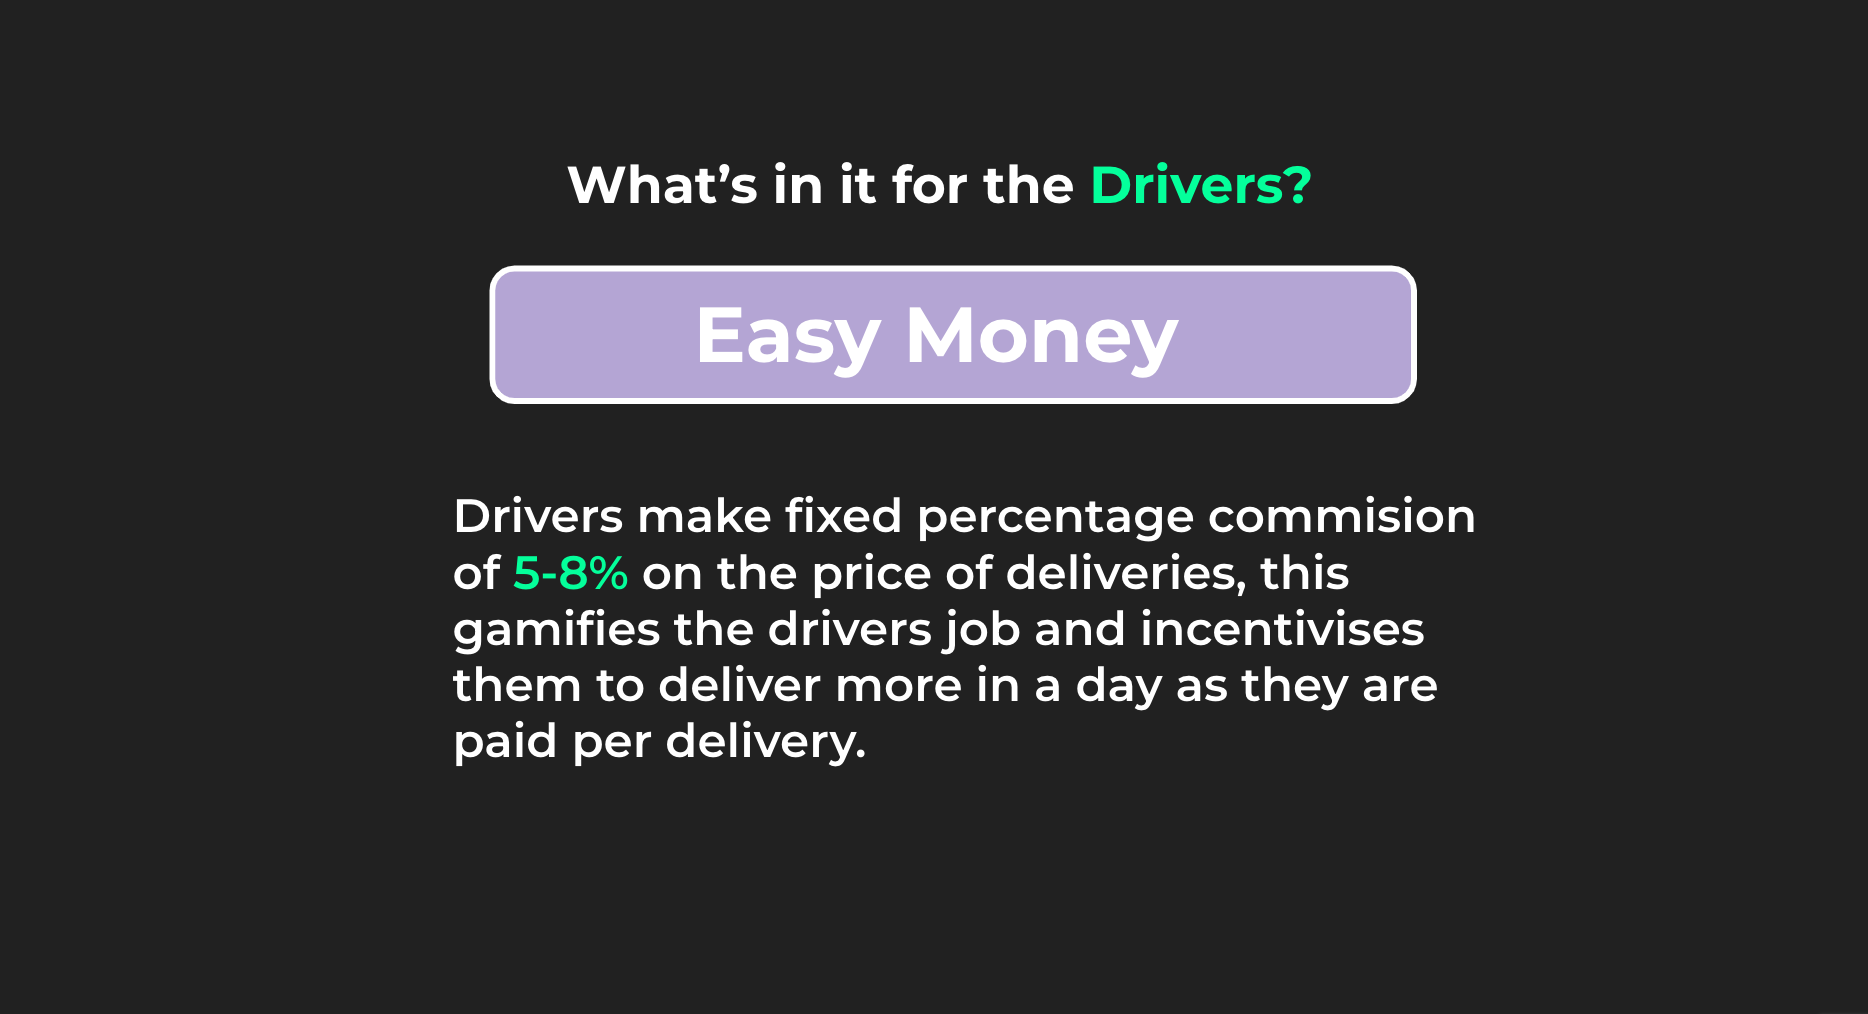 What’s in it for the Drivers?
Easy Money
Drivers make fixed percentage commision
of 5-8% on the price of deliveries, this
gamifies the drivers job and incentivises
them to deliver more in a day as they are
paid per delivery.